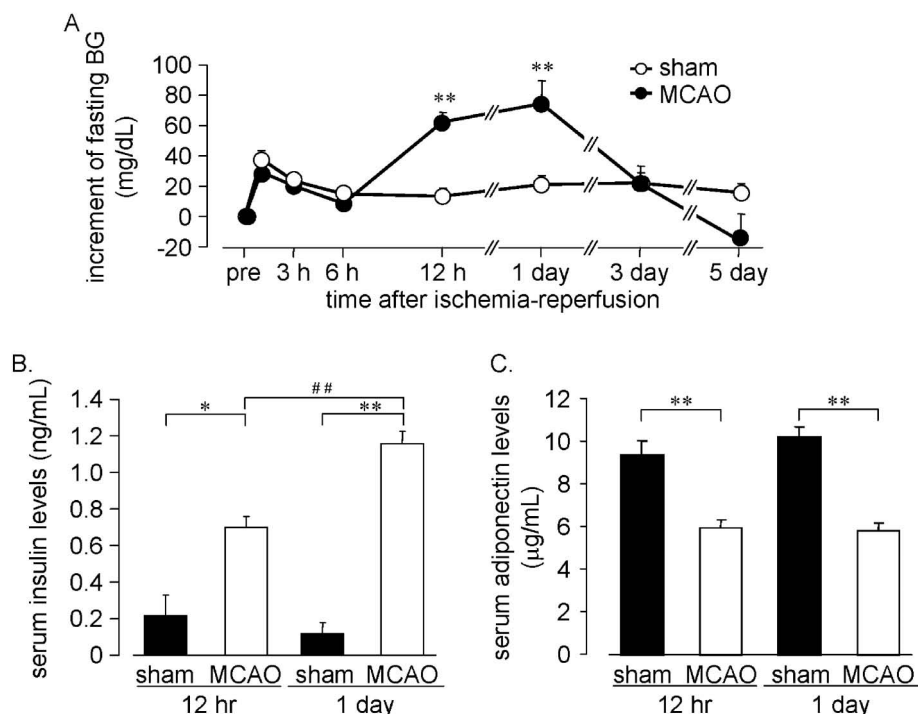 A
increment of fasting BG
(mg/dL)
100
80
60
40
20
0
-20
**
**
sham
MCAO
pre
3 h
6 h
12 h
1 day
3 day
5 day
time after ischemia-reperfusion
B.
serum insulin levels (ng/mL)
1.4
1.2
1.0
0.8
0.6
0.4
0.2
0
*
##
**
sham MCAO sham MCAO
12 hr 1 day
C.
serum adiponectin levels
(μg/mL)
12
10
8
6
4
2
0
**
**
sham MCAO sham MCAO
12 hr 1 day